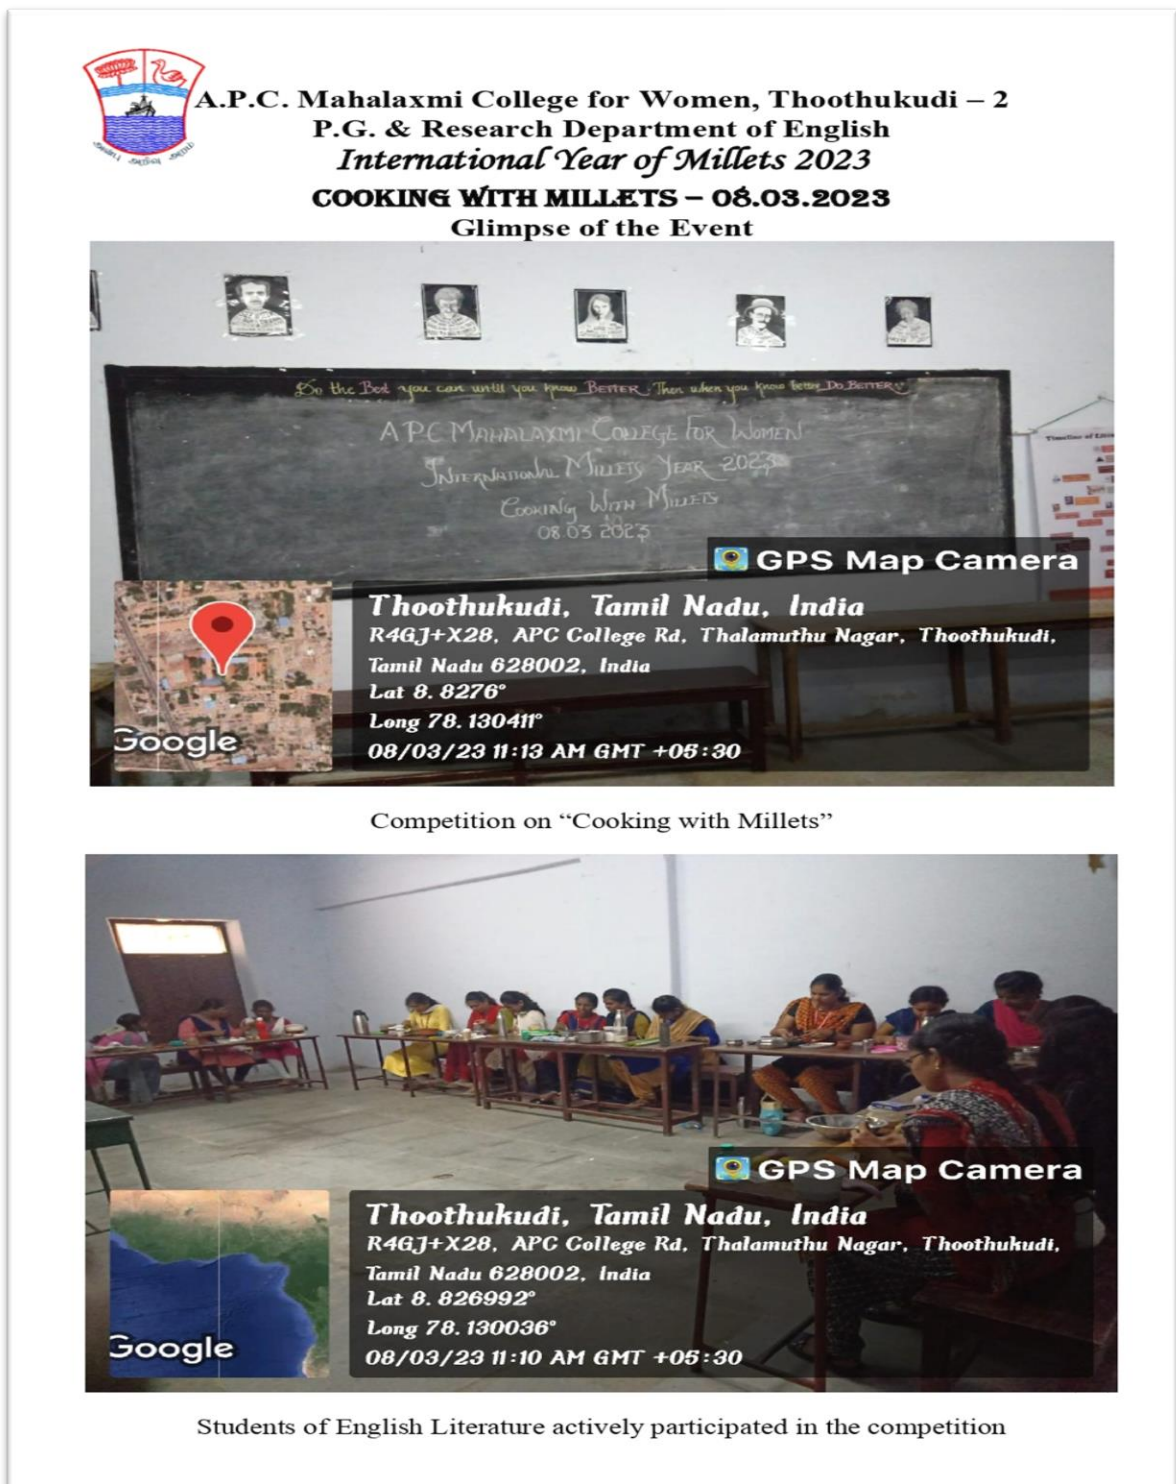 A.P.C. Mahalaxmi College for Women, Thoothukudi – 2
P.G. & Research Department of English
International Year of Millets 2023
COOKING WITH MILLETS – 08.03.2023
Glimpse of the Event
Do the Best you can until you know BETTER. Then when you know better DO BETTER
APC MAHALAXMI COLLEGE FOR WOMEN
INTERNATIONAL MILLETS YEAR 2023
COOKING WITH MILLETS
08.03 2023
Timeline of
GPS Map Camera
Thoothukudi, Tamil Nadu, India
R4GJ+X28, APC College Rd, Thalamuthu Nagar, Thoothukudi,
Tamil Nadu 628002, India
Lat 8.8276°
Long 78.130411°
08/03/23 11:13 AM GMT +05:30
Google
Competition on “Cooking with Millets”
GPS Map Camera
Thoothukudi, Tamil Nadu, India
R4GJ+X28, APC College Rd, Thalamuthu Nagar, Thoothukudi,
Tamil Nadu 628002, India
Lat 8.826992°
Long 78.130036°
08/03/23 11:10 AM GMT +05:30
Google
Students of English Literature actively participated in the competition